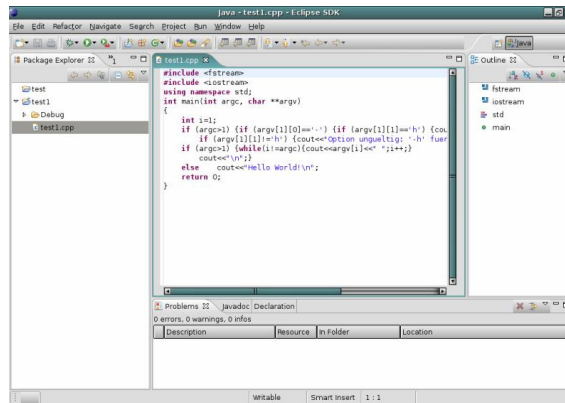 Java - test1.cpp - Eclipse SDK
File Edit Refactor Navigate Search Project Run Window Help
Java
Package Explorer
test
test1
Debug
test1.cpp
test1.cpp
#include <fstream>
#include <iostream>
using namespace std;
int main(int argc, char **argv)
{
int i=1;
if (argc>1) {if (argv[1][0]=='-') {if (argv[1][1]=='h') {cou
if (argv[1][1]!='h') {cout<<"Option ungueltig: '-h' fuer
if (argc>1) {while(i!=argc){cout<<argv[i]<<" ";i++;}
cout<<"\n";}
else cout<<"Hello World!\n";
return 0;
}
Outline
fstream
iostream
std
main
Problems Javadoc Declaration
0 errors, 0 warnings, 0 infos
Description Resource In Folder Location
Writable Smart Insert 1 : 1